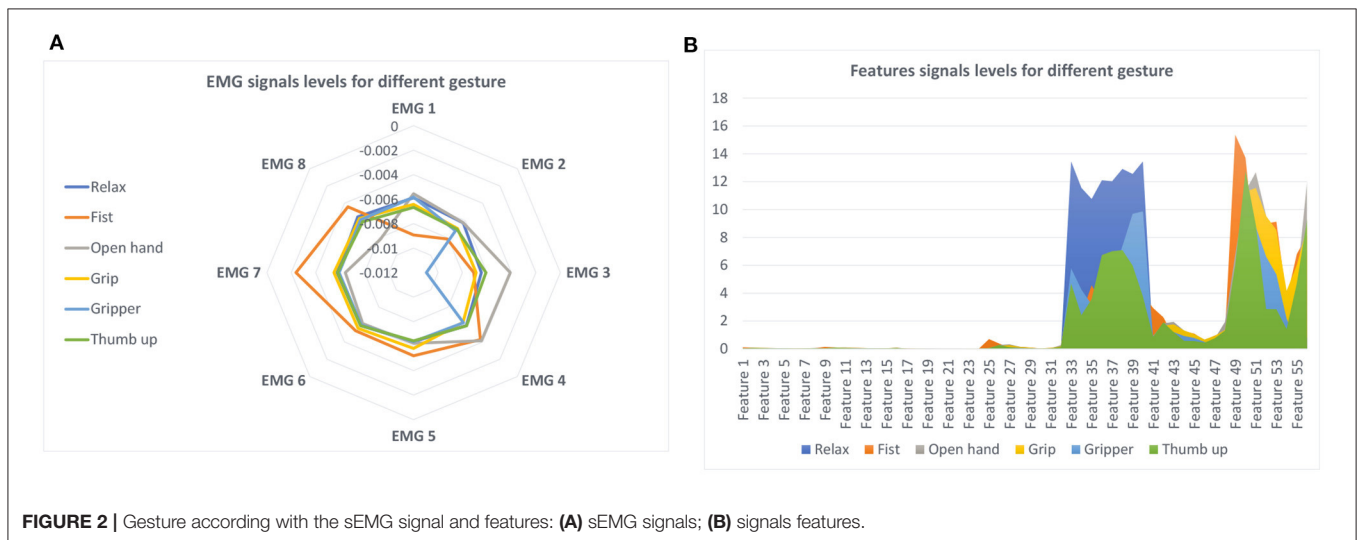 A
EMG signals levels for different gesture
EMG 1
EMG 2
EMG 3
EMG 4
EMG 5
EMG 6
EMG 7
EMG 8
0
-0.002
-0.004
-0.006
-0.008
-0.01
-0.012
Relax
Fist
Open hand
Grip
Gripper
Thumb up
B
Features signals levels for different gesture
18
16
14
12
10
8
6
4
2
0
Feature 1
Feature 3
Feature 5
Feature 7
Feature 9
Feature 11
Feature 13
Feature 15
Feature 17
Feature 19
Feature 21
Feature 23
Feature 25
Feature 27
Feature 29
Feature 31
Feature 33
Feature 35
Feature 37
Feature 39
Feature 41
Feature 43
Feature 45
Feature 47
Feature 49
Feature 51
Feature 53
Feature 55
Relax Fist Open hand Grip Gripper Thumb up
FIGURE 2 | Gesture according with the sEMG signal and features: (A) sEMG signals; (B) signals features.